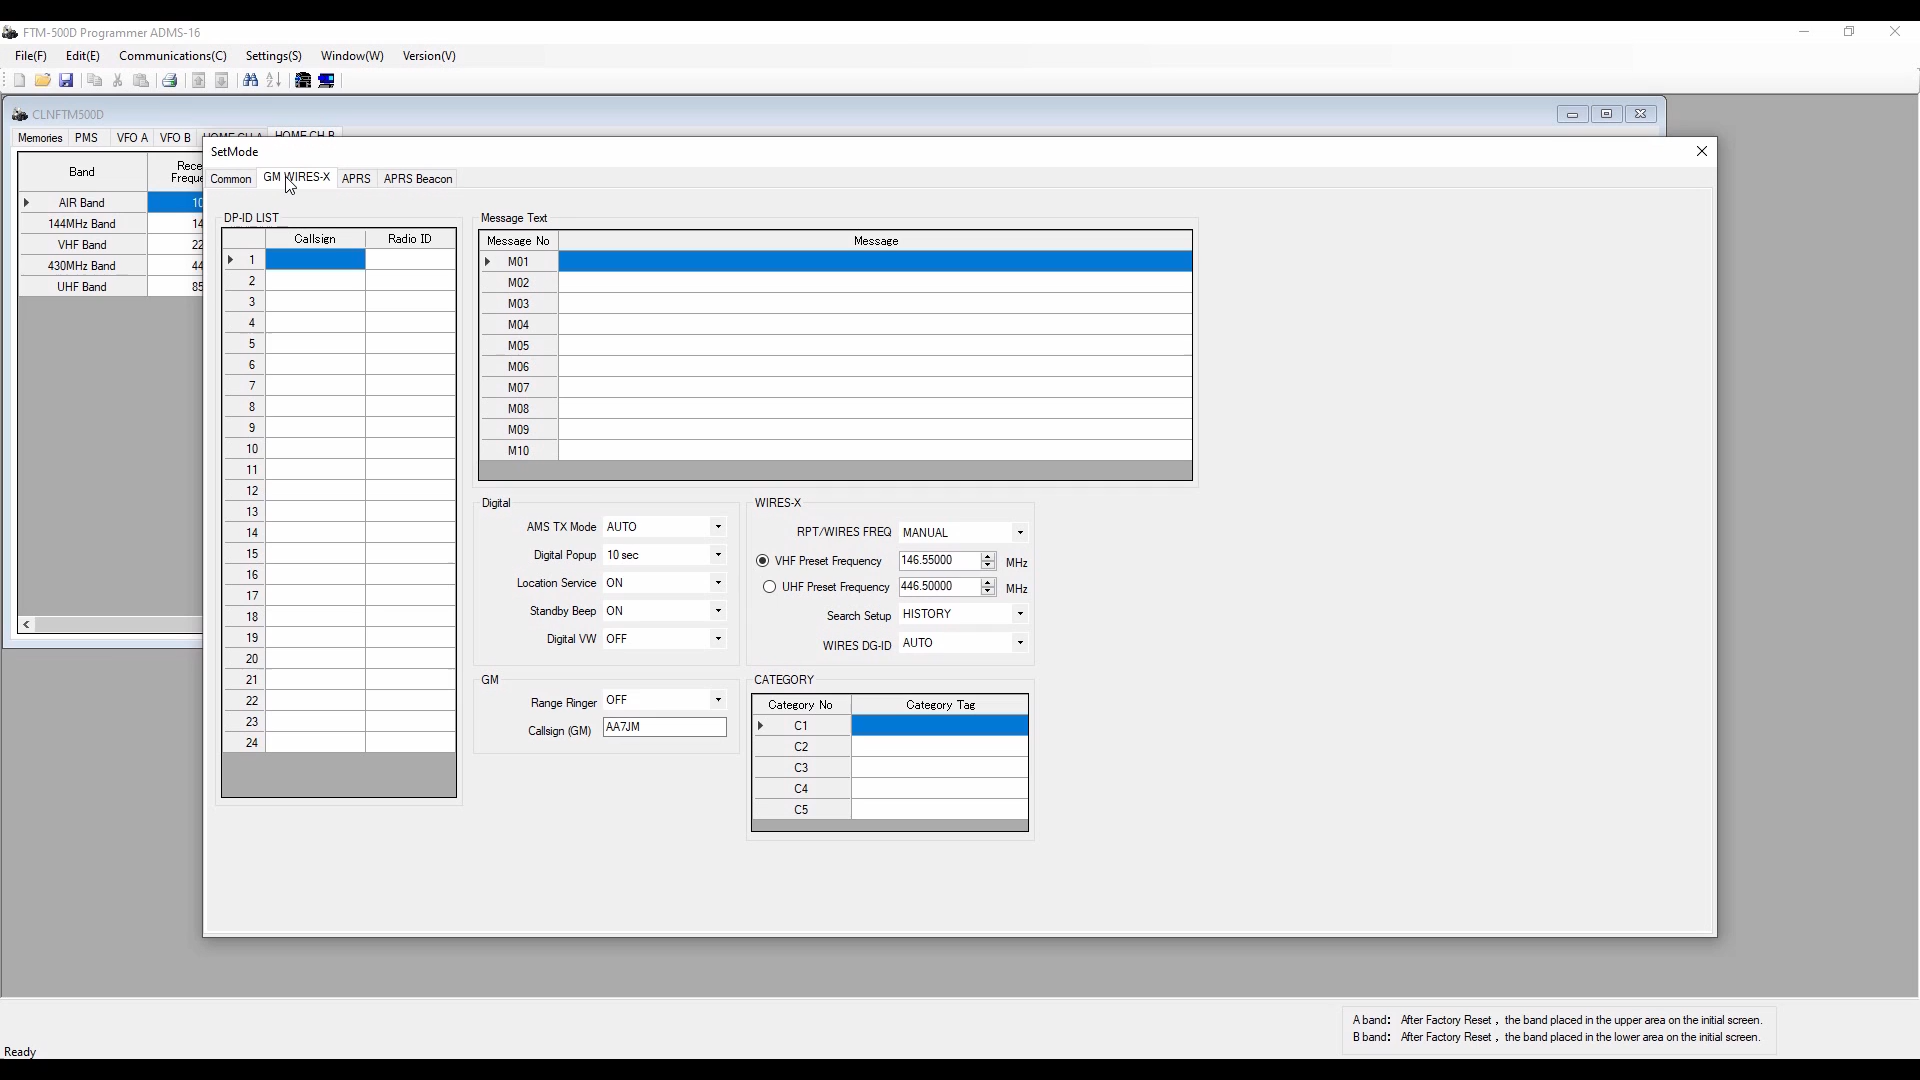 FTM-500D Programmer ADMS-16
File(F) Edit(E) Communications(C) Settings(S) Window(W) Version(V)
CLNFTM500D
Memories PMS VFO A VFO B HOME CH A HOME CH B
Band
AIR Band
144MHz Band
VHF Band
430MHz Band
UHF Band
SetMode
Common GM WIRES-X APRS APRS Beacon
DP-ID LIST
Callsign Radio ID
1
2
3
4
5
6
7
8
9
10
11
12
13
14
15
16
17
18
19
20
21
22
23
24
Message Text
Message No Message
M01
M02
M03
M04
M05
M06
M07
M08
M09
M10
Digital
AMS TX Mode AUTO
Digital Popup 10 sec
Location Service ON
Standby Beep ON
Digital VW OFF
GM
Range Ringer OFF
Callsign (GM) AA7JM
WIRES-X
RPT/WIRES FREQ MANUAL
VHF Preset Frequency 146.55000 MHz
UHF Preset Frequency 446.50000 MHz
Search Setup HISTORY
WIRES DG-ID AUTO
CATEGORY
Category No Category Tag
C1
C2
C3
C4
C5
A band: After Factory Reset , the band placed in the upper area on the initial screen.
B band: After Factory Reset , the band placed in the lower area on the initial screen.
Ready